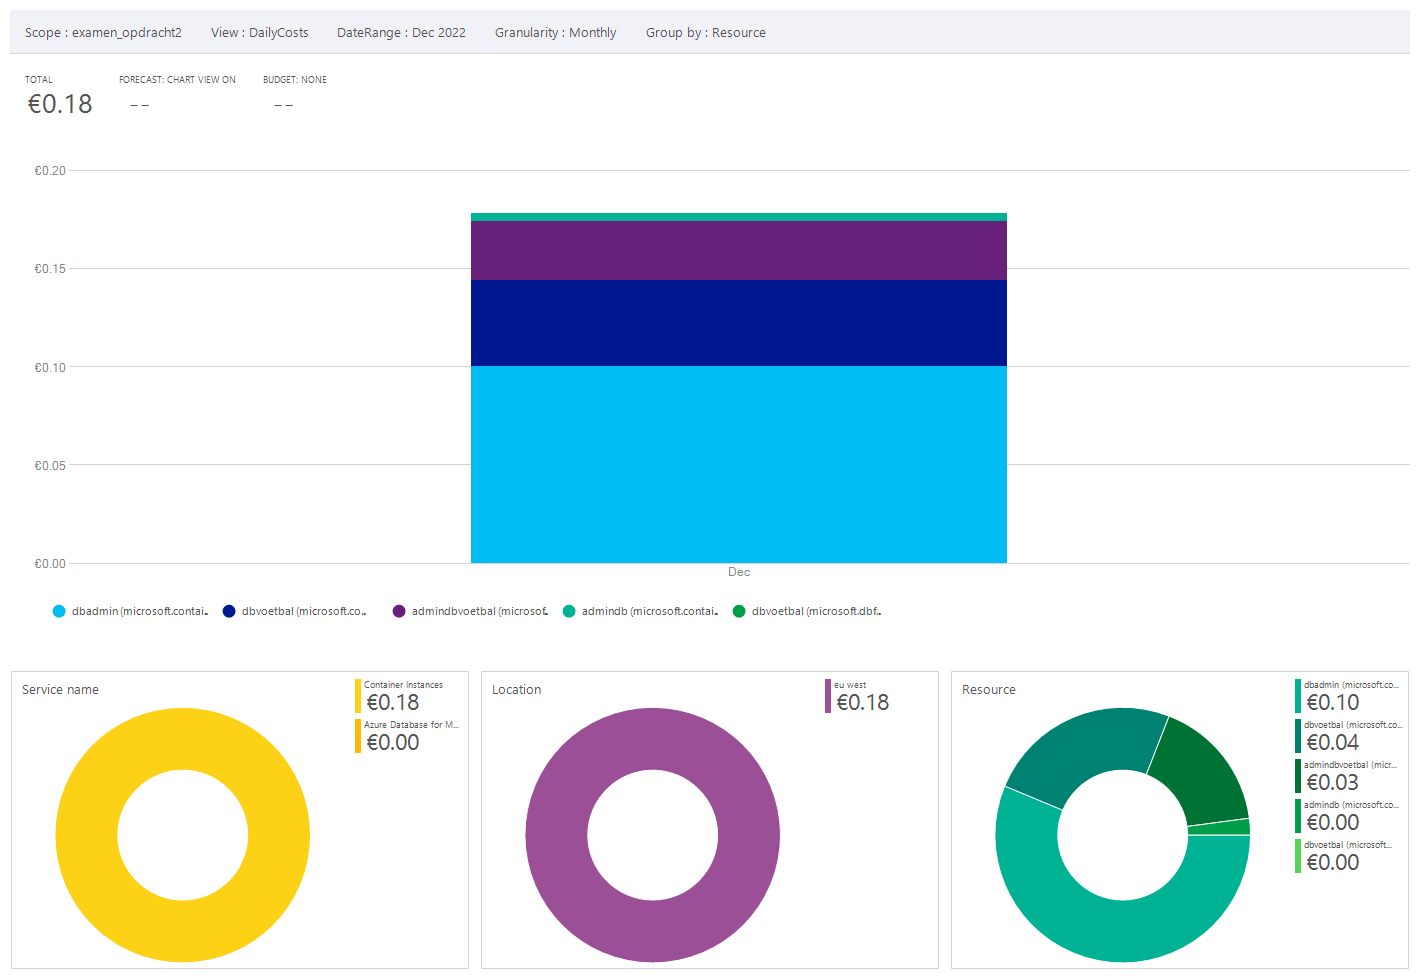 Scope : examen_opdracht2 View : DailyCosts DateRange : Dec 2022 Granularity : Monthly Group by : Resource
TOTAL FORECAST: CHART VIEW ON BUDGET: NONE
€0.18 -- --
€0.20
€0.15
€0.10
€0.05
€0.00
Dec
dbadmin (microsoft.contai.. dbvoetbal (microsoft.co... admindbvoetbal (microsof.. admindb (microsoft.contai.. dbvoetbal (microsoft.dbf..
Service name
Container Instances
€0.18
Azure Database for M...
€0.00
Location
eu west
€0.18
Resource
dbadmin (microsoft.co...
€0.10
dbvoetbal (microsoft.co...
€0.04
admindbvoetbal (micr...
€0.03
admindb (microsoft.co...
€0.00
dbvoetbal (microsoft...
€0.00